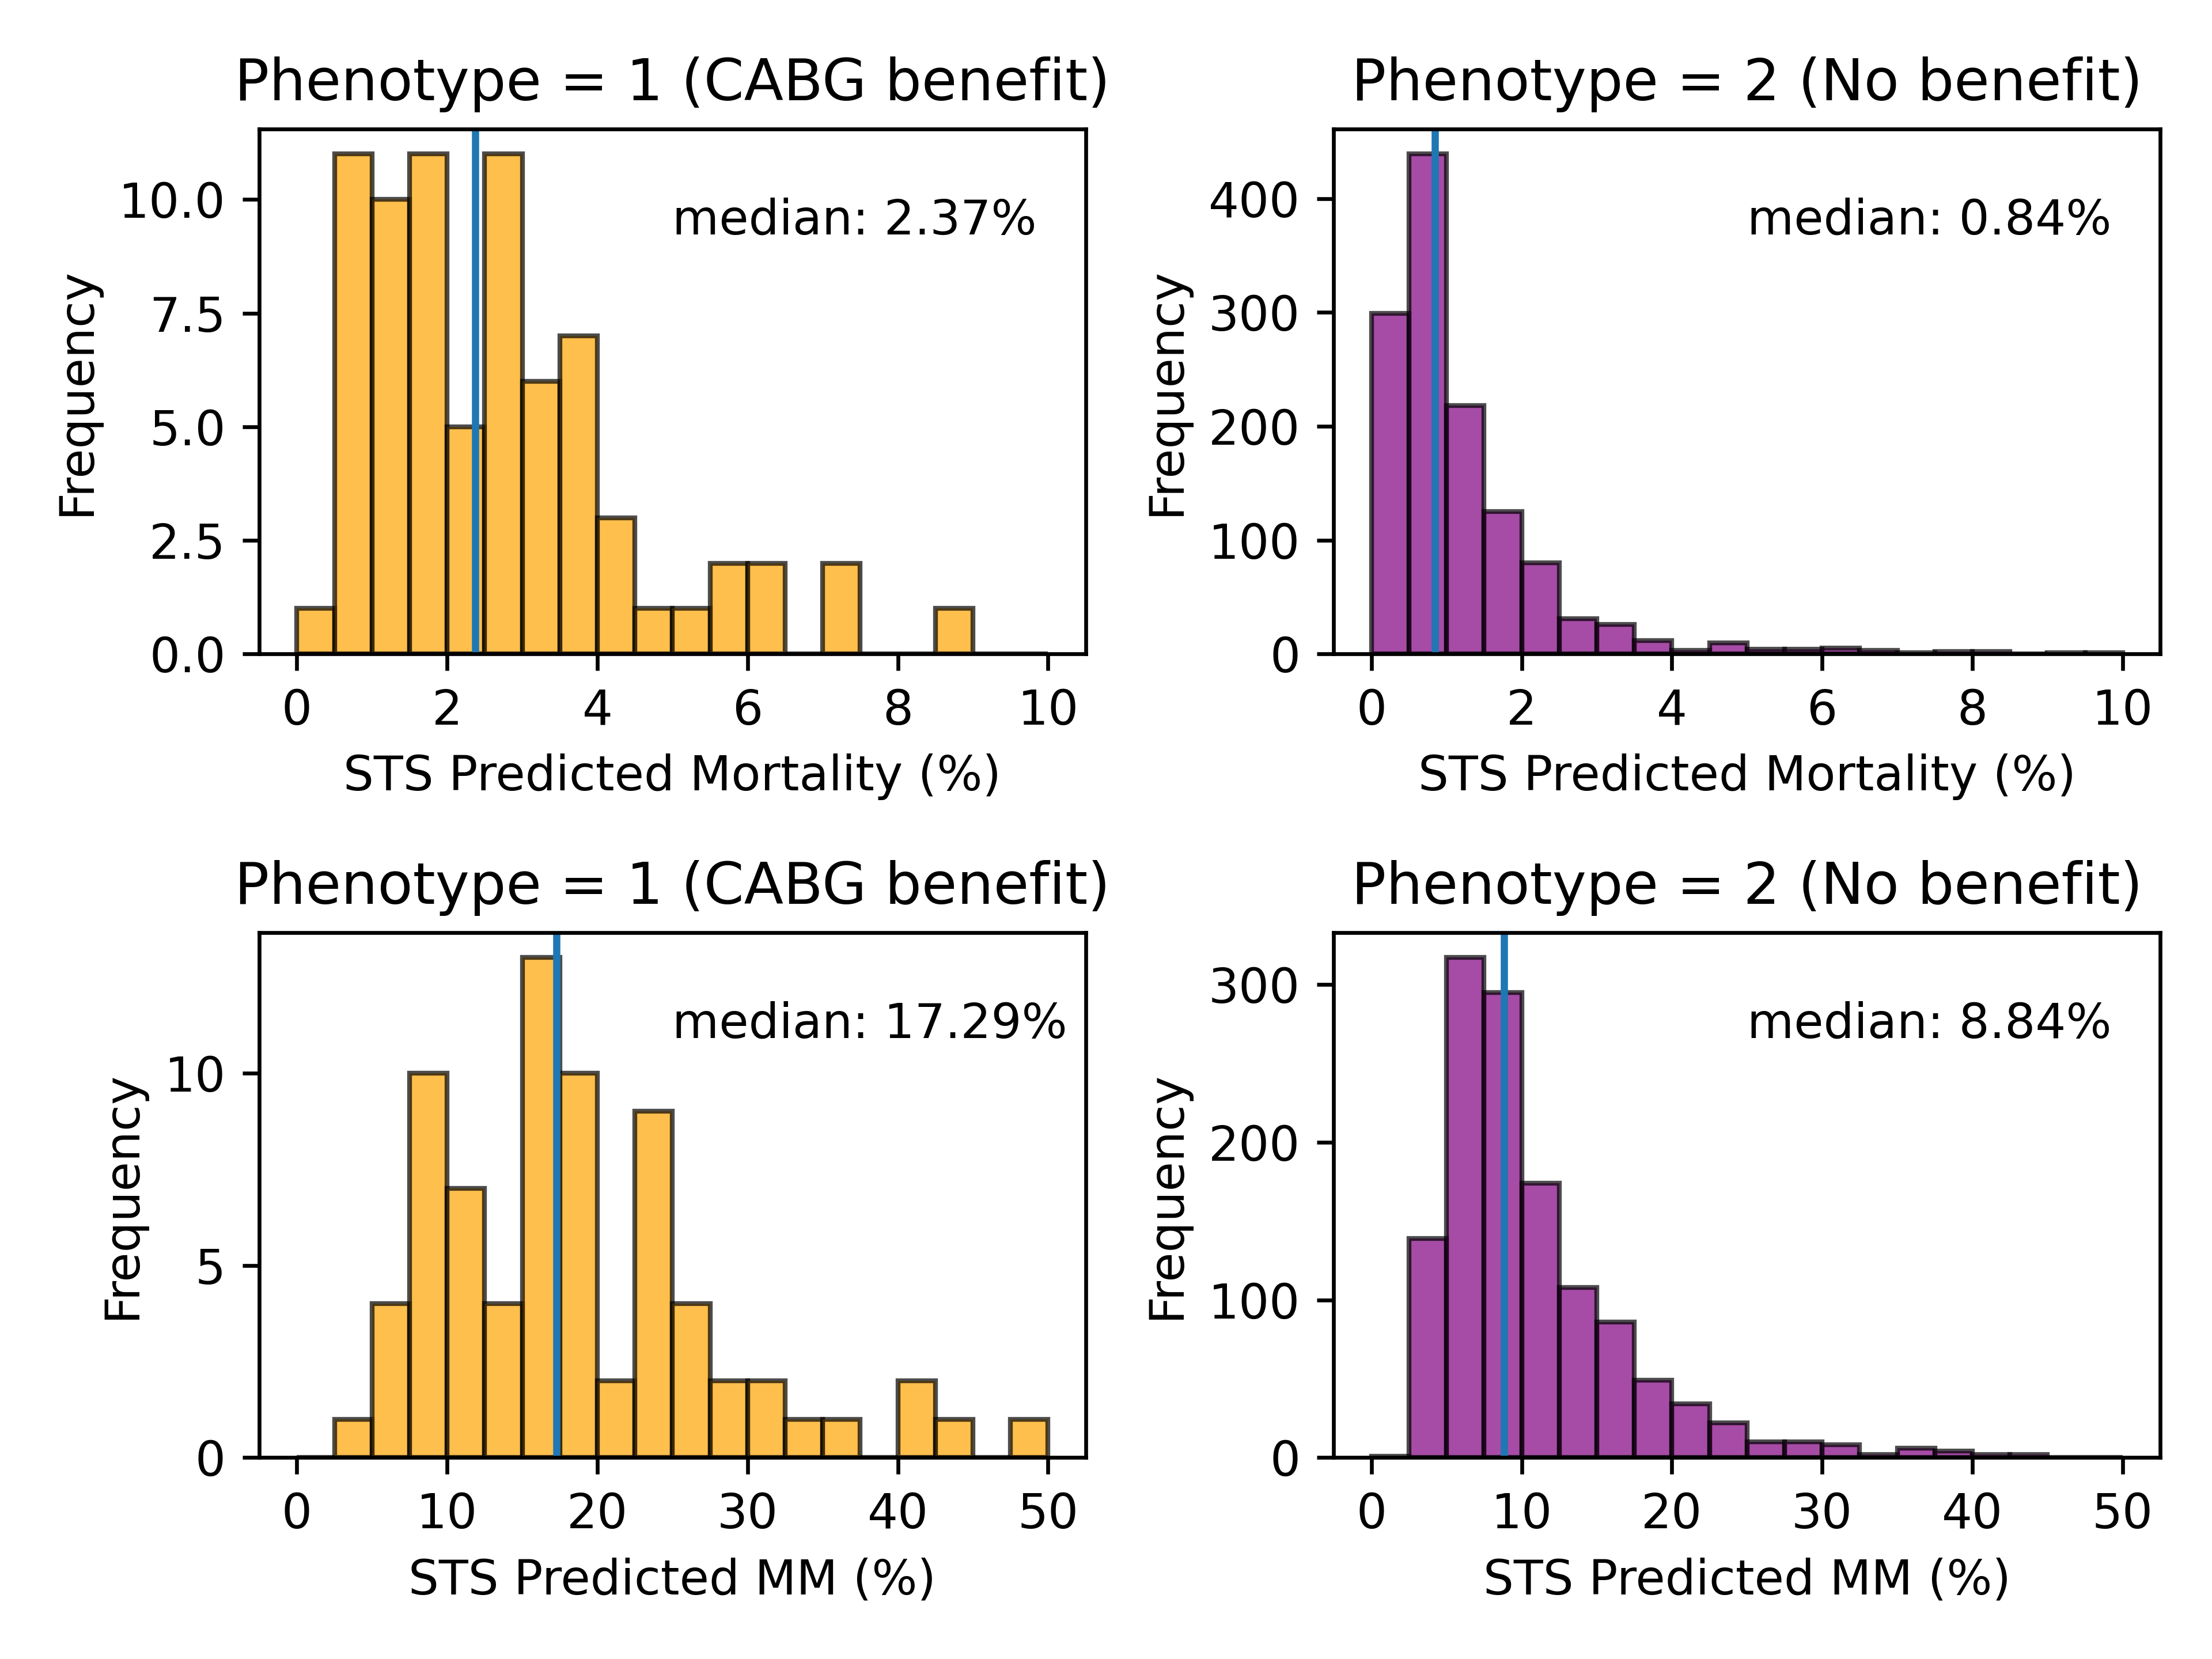 Phenotype = 1 (CABG benefit)
Frequency
10.0
7.5
5.0
2.5
0.0
median: 2.37%
0 2 4 6 8 10
STS Predicted Mortality (%)
Phenotype = 2 (No benefit)
Frequency
400
300
200
100
0
median: 0.84%
0 2 4 6 8 10
STS Predicted Mortality (%)
Phenotype = 1 (CABG benefit)
Frequency
10
5
0
median: 17.29%
0 10 20 30 40 50
STS Predicted MM (%)
Phenotype = 2 (No benefit)
Frequency
300
200
100
0
median: 8.84%
0 10 20 30 40 50
STS Predicted MM (%)